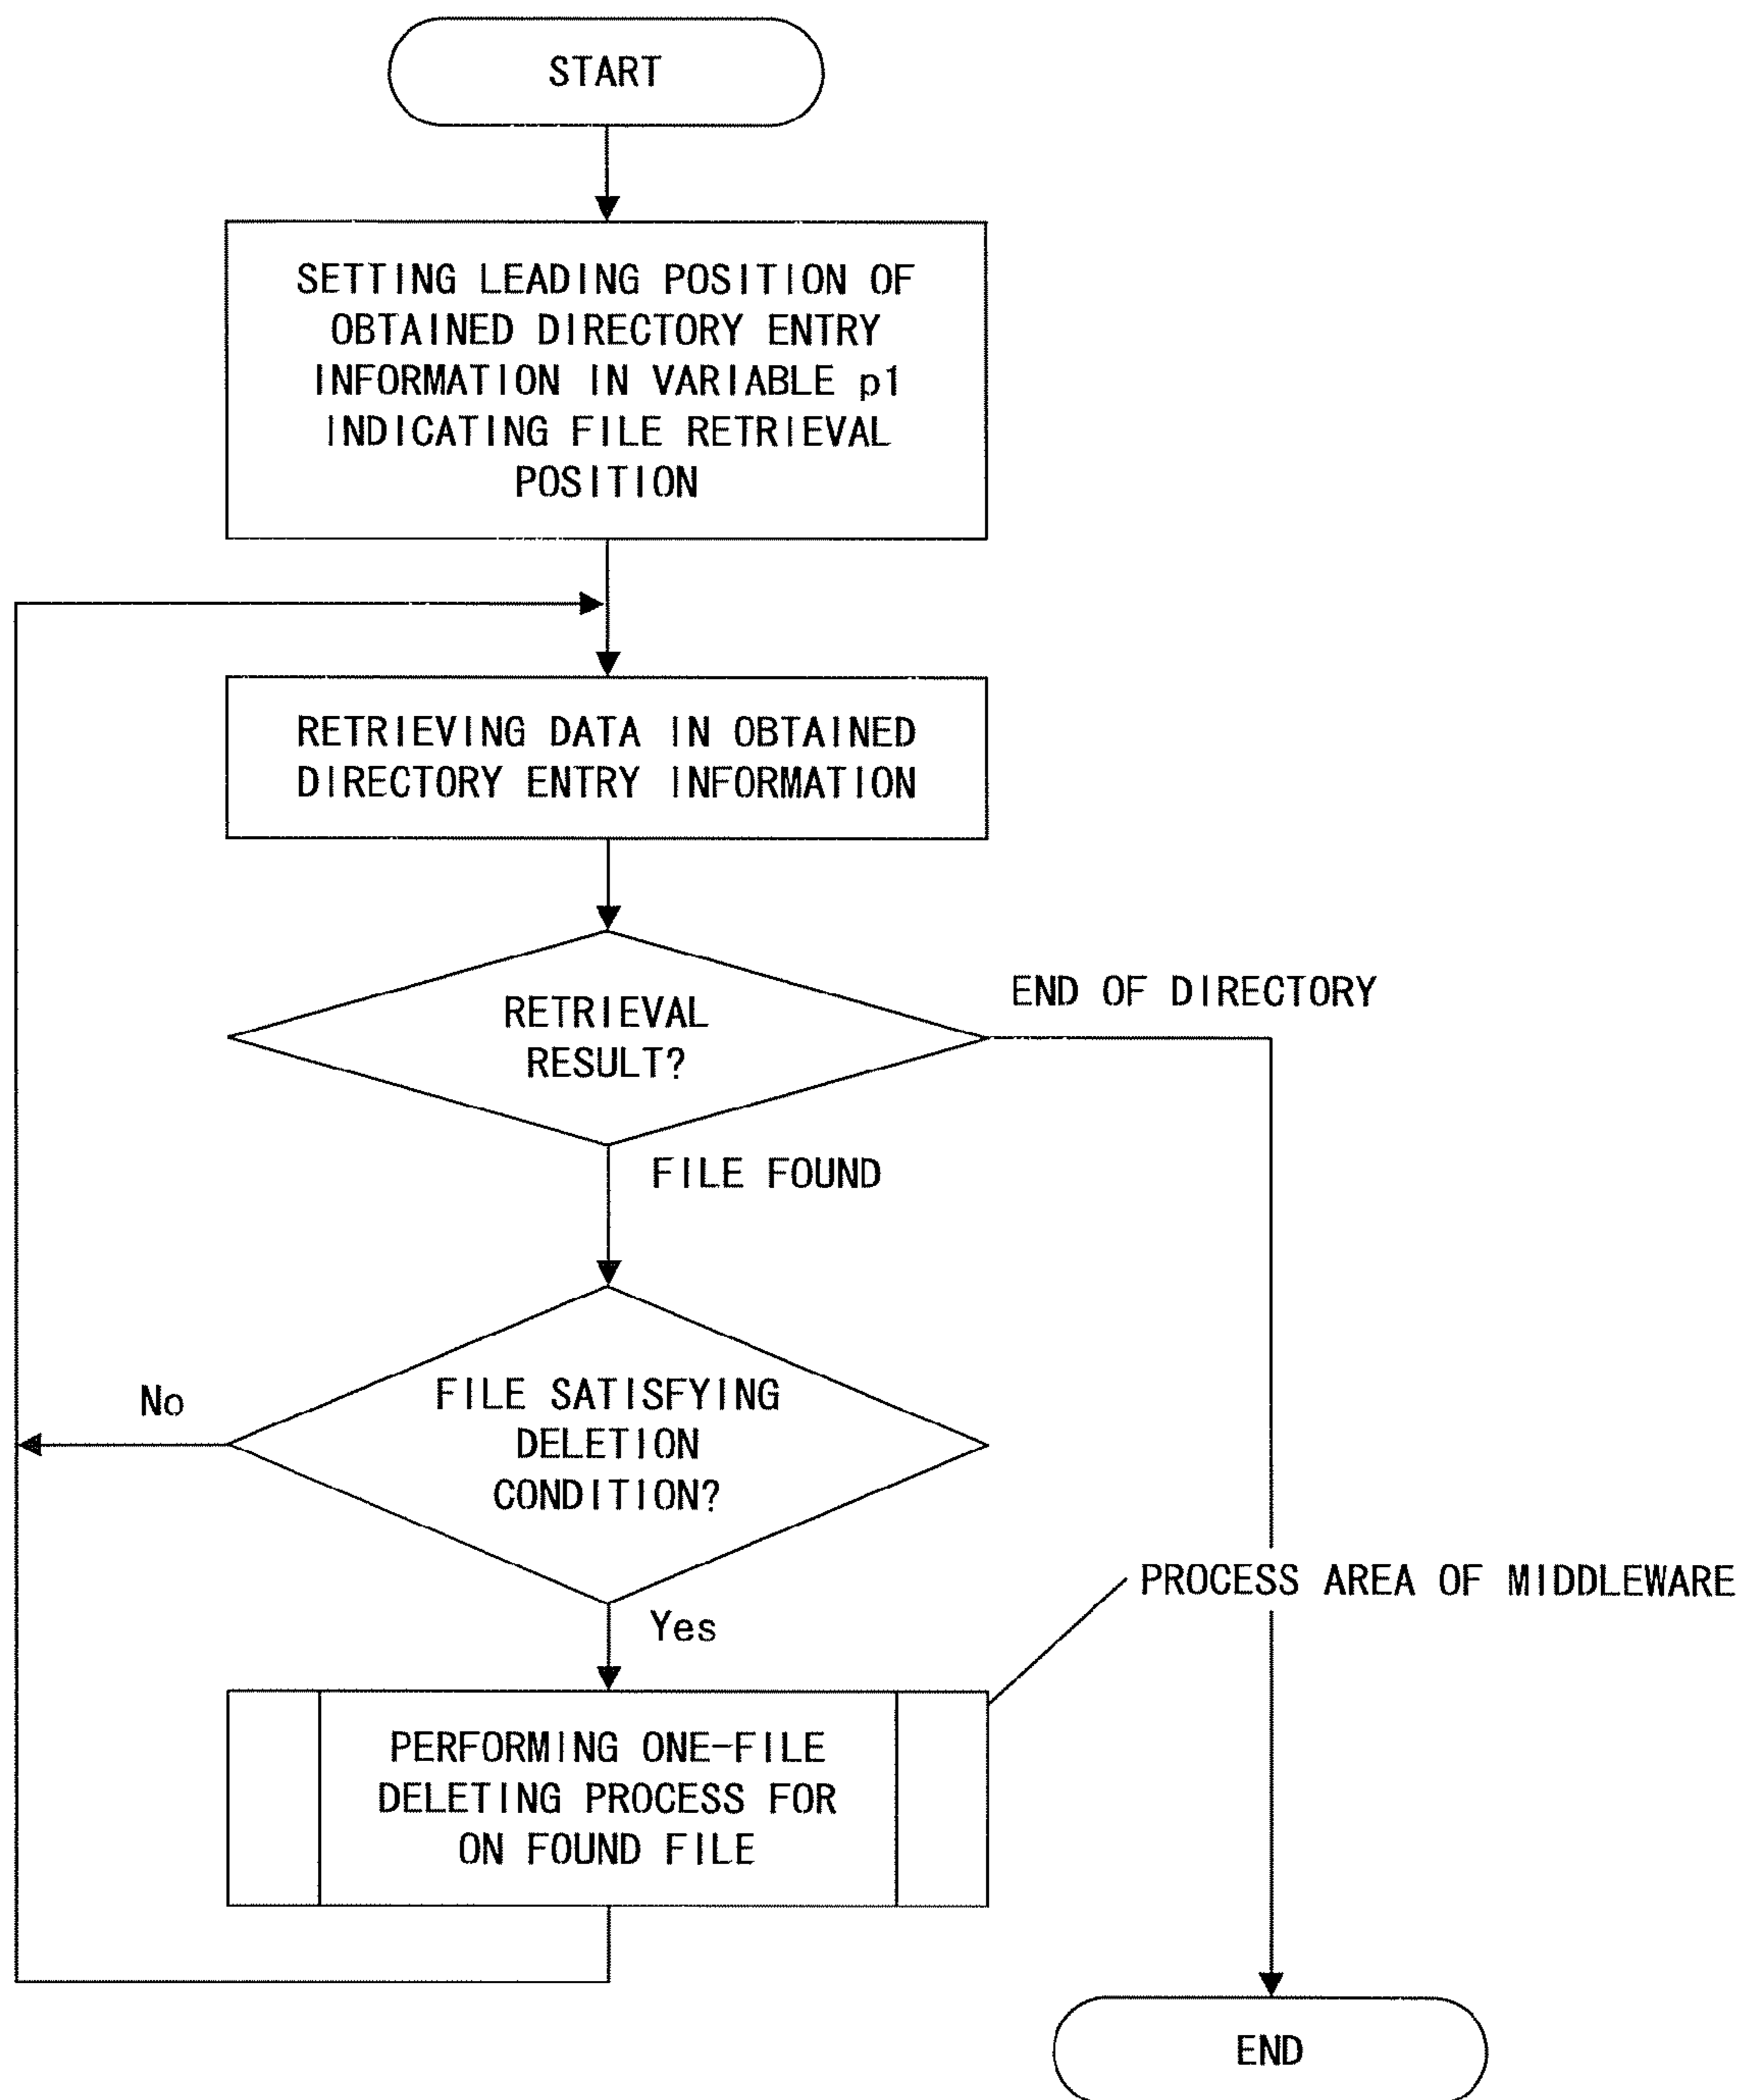 START
SETTING LEADING POSITION OF
OBTAINED DIRECTORY ENTRY
INFORMATION IN VARIABLE p1
INDICATING FILE RETRIEVAL
POSITION
RETRIEVING DATA IN OBTAINED
DIRECTORY ENTRY INFORMATION
RETRIEVAL
RESULT?
END OF DIRECTORY
FILE FOUND
FILE SATISFYING
DELETION
CONDITION?
No
Yes
PROCESS AREA OF MIDDLEWARE
PERFORMING ONE-FILE
DELETING PROCESS FOR
ON FOUND FILE
END